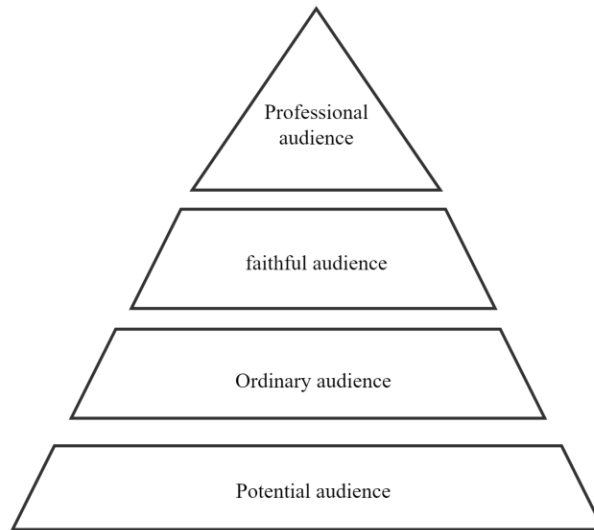 Professional
audience
faithful audience
Ordinary audience
Potential audience